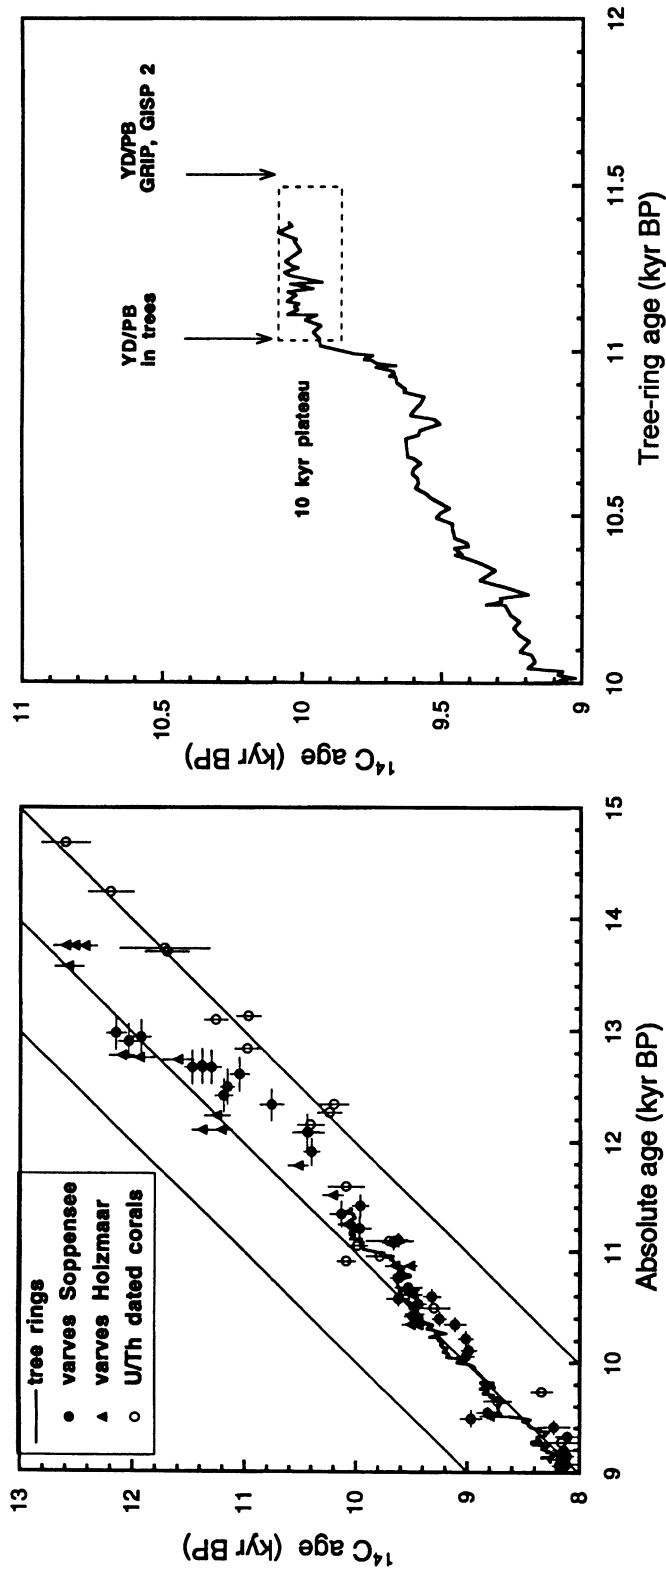 13
12
11
10
9
8
¹⁴C age (kyr BP)
tree rings
varves Soppensee
varves Holzmaar
U/Th dated corals
9
10
11
12
13
14
15
Absolute age (kyr BP)
11
10.5
10
9.5
9
¹⁴C age (kyr BP)
YD/PB
in trees
YD/PB
GRIP, GISP 2
10 kyr plateau
10
10.5
11
11.5
12
Tree-ring age (kyr BP)